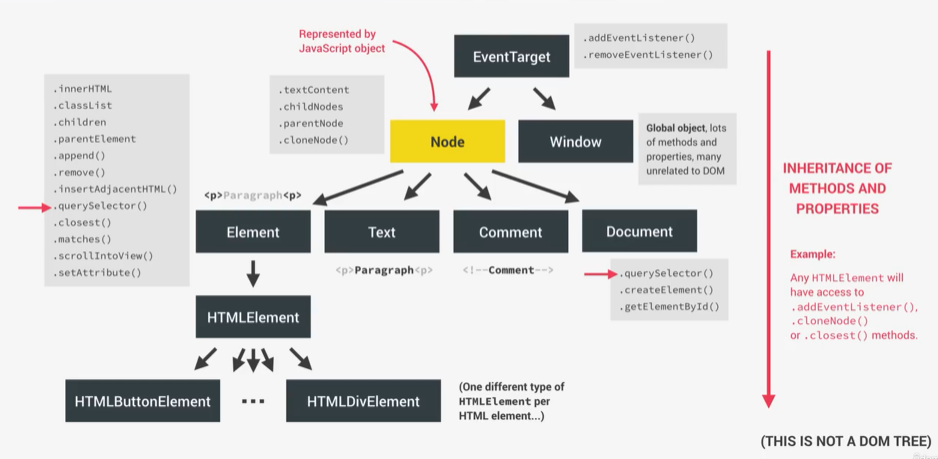 Represented by
JavaScript object
EventTarget
.addEventListener()
.removeEventListener()
.innerHTML
.classList
.children
.parentElement
.append()
.remove()
.insertAdjacentHTML()
.querySelector()
.closest()
.matches()
.scrollIntoView()
.setAttribute()
.textContent
.childNodes
.parentNode
.cloneNode()
Node
Window
Global object, lots
of methods and
properties, many
unrelated to DOM
INHERITANCE OF
METHODS AND
PROPERTIES
<p>Paragraph<p>
Element
Text
Comment
Document
<p>Paragraph<p>
<!--Comment-->
.querySelector()
.createElement()
.getElementById()
Example:
Any HTMLElement will
have access to
.addEventListener(),
.cloneNode()
or .closest() methods.
HTMLElement
HTMLButtonElement
...
HTMLDivElement
(One different type of
HTMLElement per
HTML element...)
(THIS IS NOT A DOM TREE)